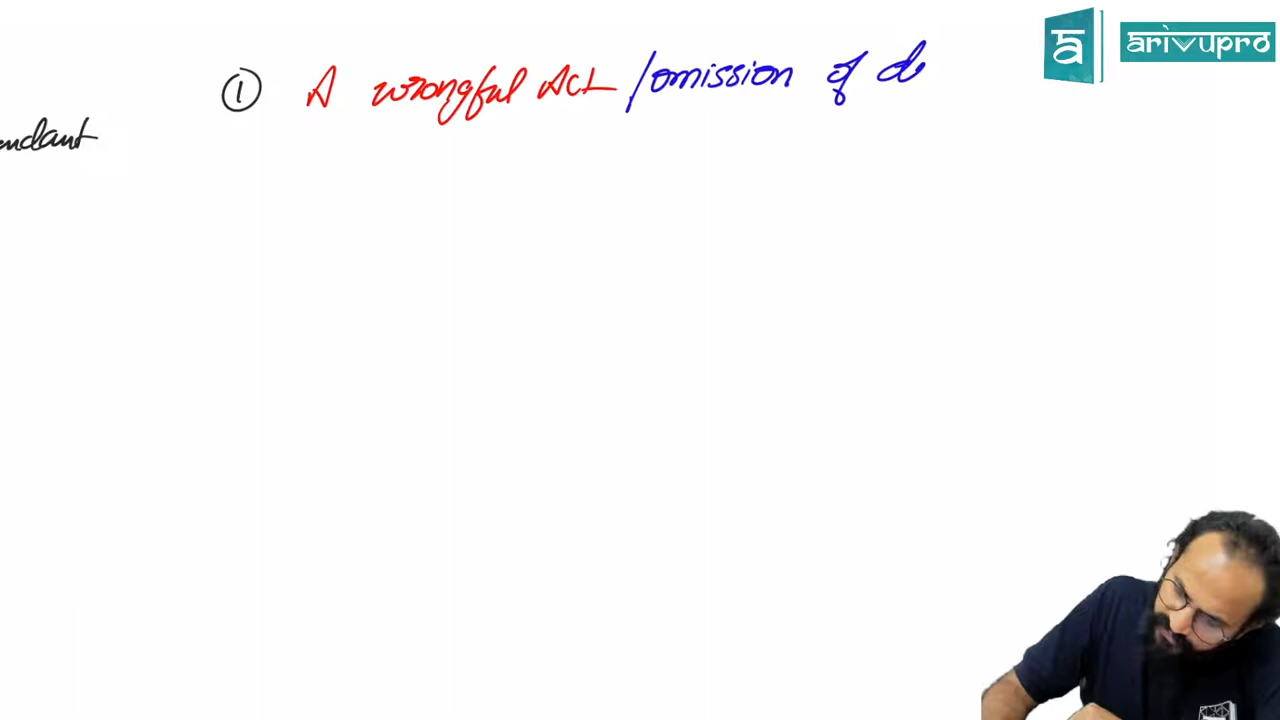 ① A wrongful Act /omission of de
endant
ā arivupro